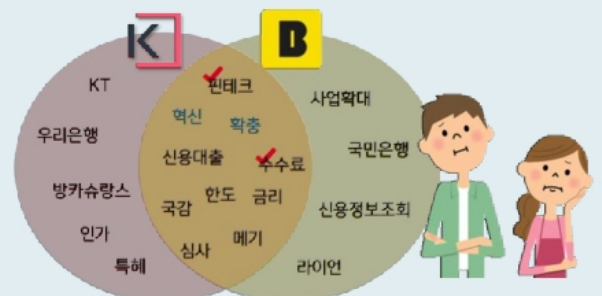 K
B
KT
우리은행
방카슈랑스
인가
특혜
핀테크
혁신
확충
신용대출
수수료
국감
한도
금리
심사
메기
사업확대
국민은행
신용정보조회
라이언